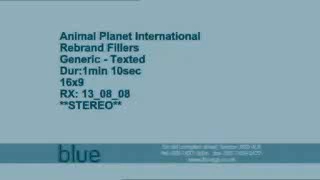 Animal Planet International
Rebrand Fillers
Generic - Texted
Dur:1min 10sec
16x9
RX: 13_08_08
**STEREO**
blue